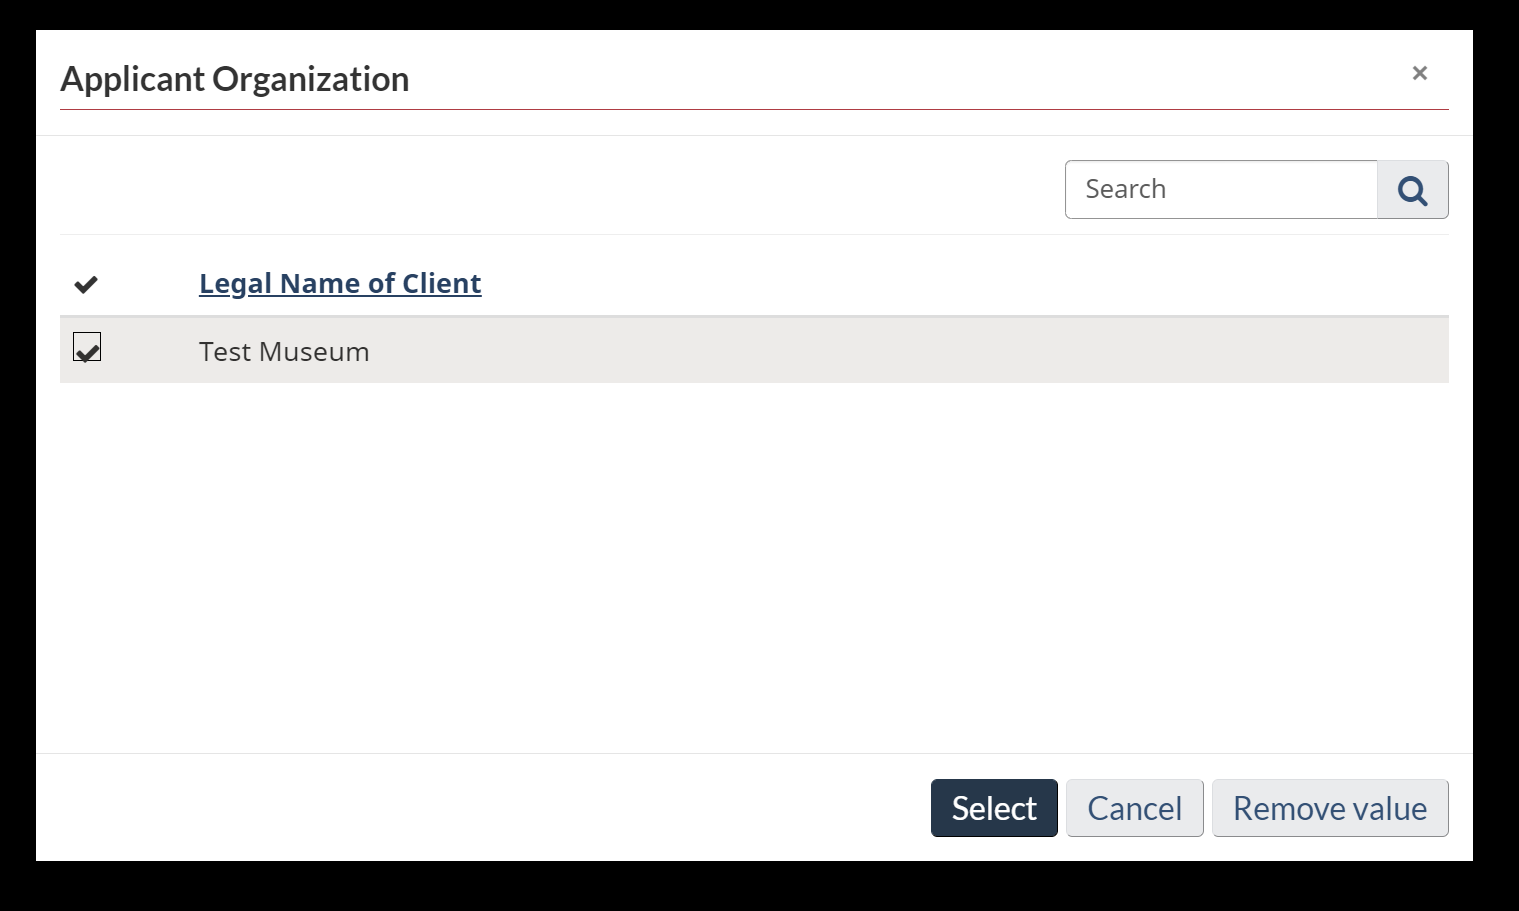 Applicant Organization ×
Search
Legal Name of Client
Test Museum
Select Cancel Remove value